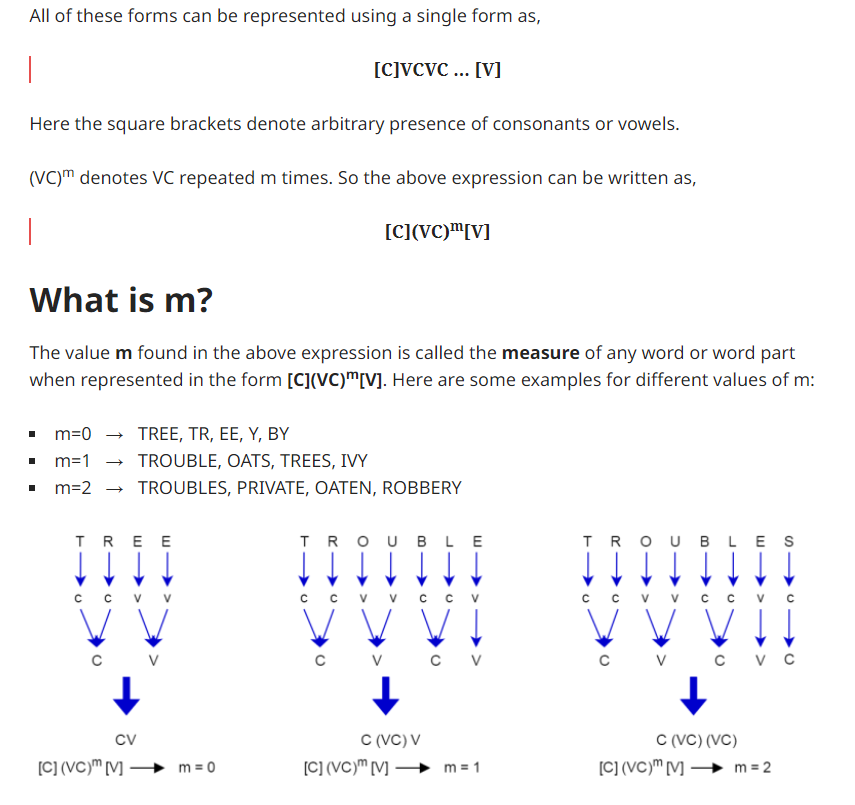 All of these forms can be represented using a single form as,
[C]VCVC ... [V]
Here the square brackets denote arbitrary presence of consonants or vowels.
(VC)ᵐ denotes VC repeated m times. So the above expression can be written as,
[C](VC)ᵐ[V]
What is m?
The value m found in the above expression is called the measure of any word or word part
when represented in the form [C](VC)ᵐ[V]. Here are some examples for different values of m:
▪ m=0 → TREE, TR, EE, Y, BY
▪ m=1 → TROUBLE, OATS, TREES, IVY
▪ m=2 → TROUBLES, PRIVATE, OATEN, ROBBERY
T R E E T R O U B L E T R O U B L E S
C C V V C C V V C C V C C V V C C V C
C V C V C V C V C V C
CV C (VC) V C (VC) (VC)
[C] (VC)ᵐ [V] → m = 0 [C] (VC)ᵐ [V] → m = 1 [C] (VC)ᵐ [V] → m = 2